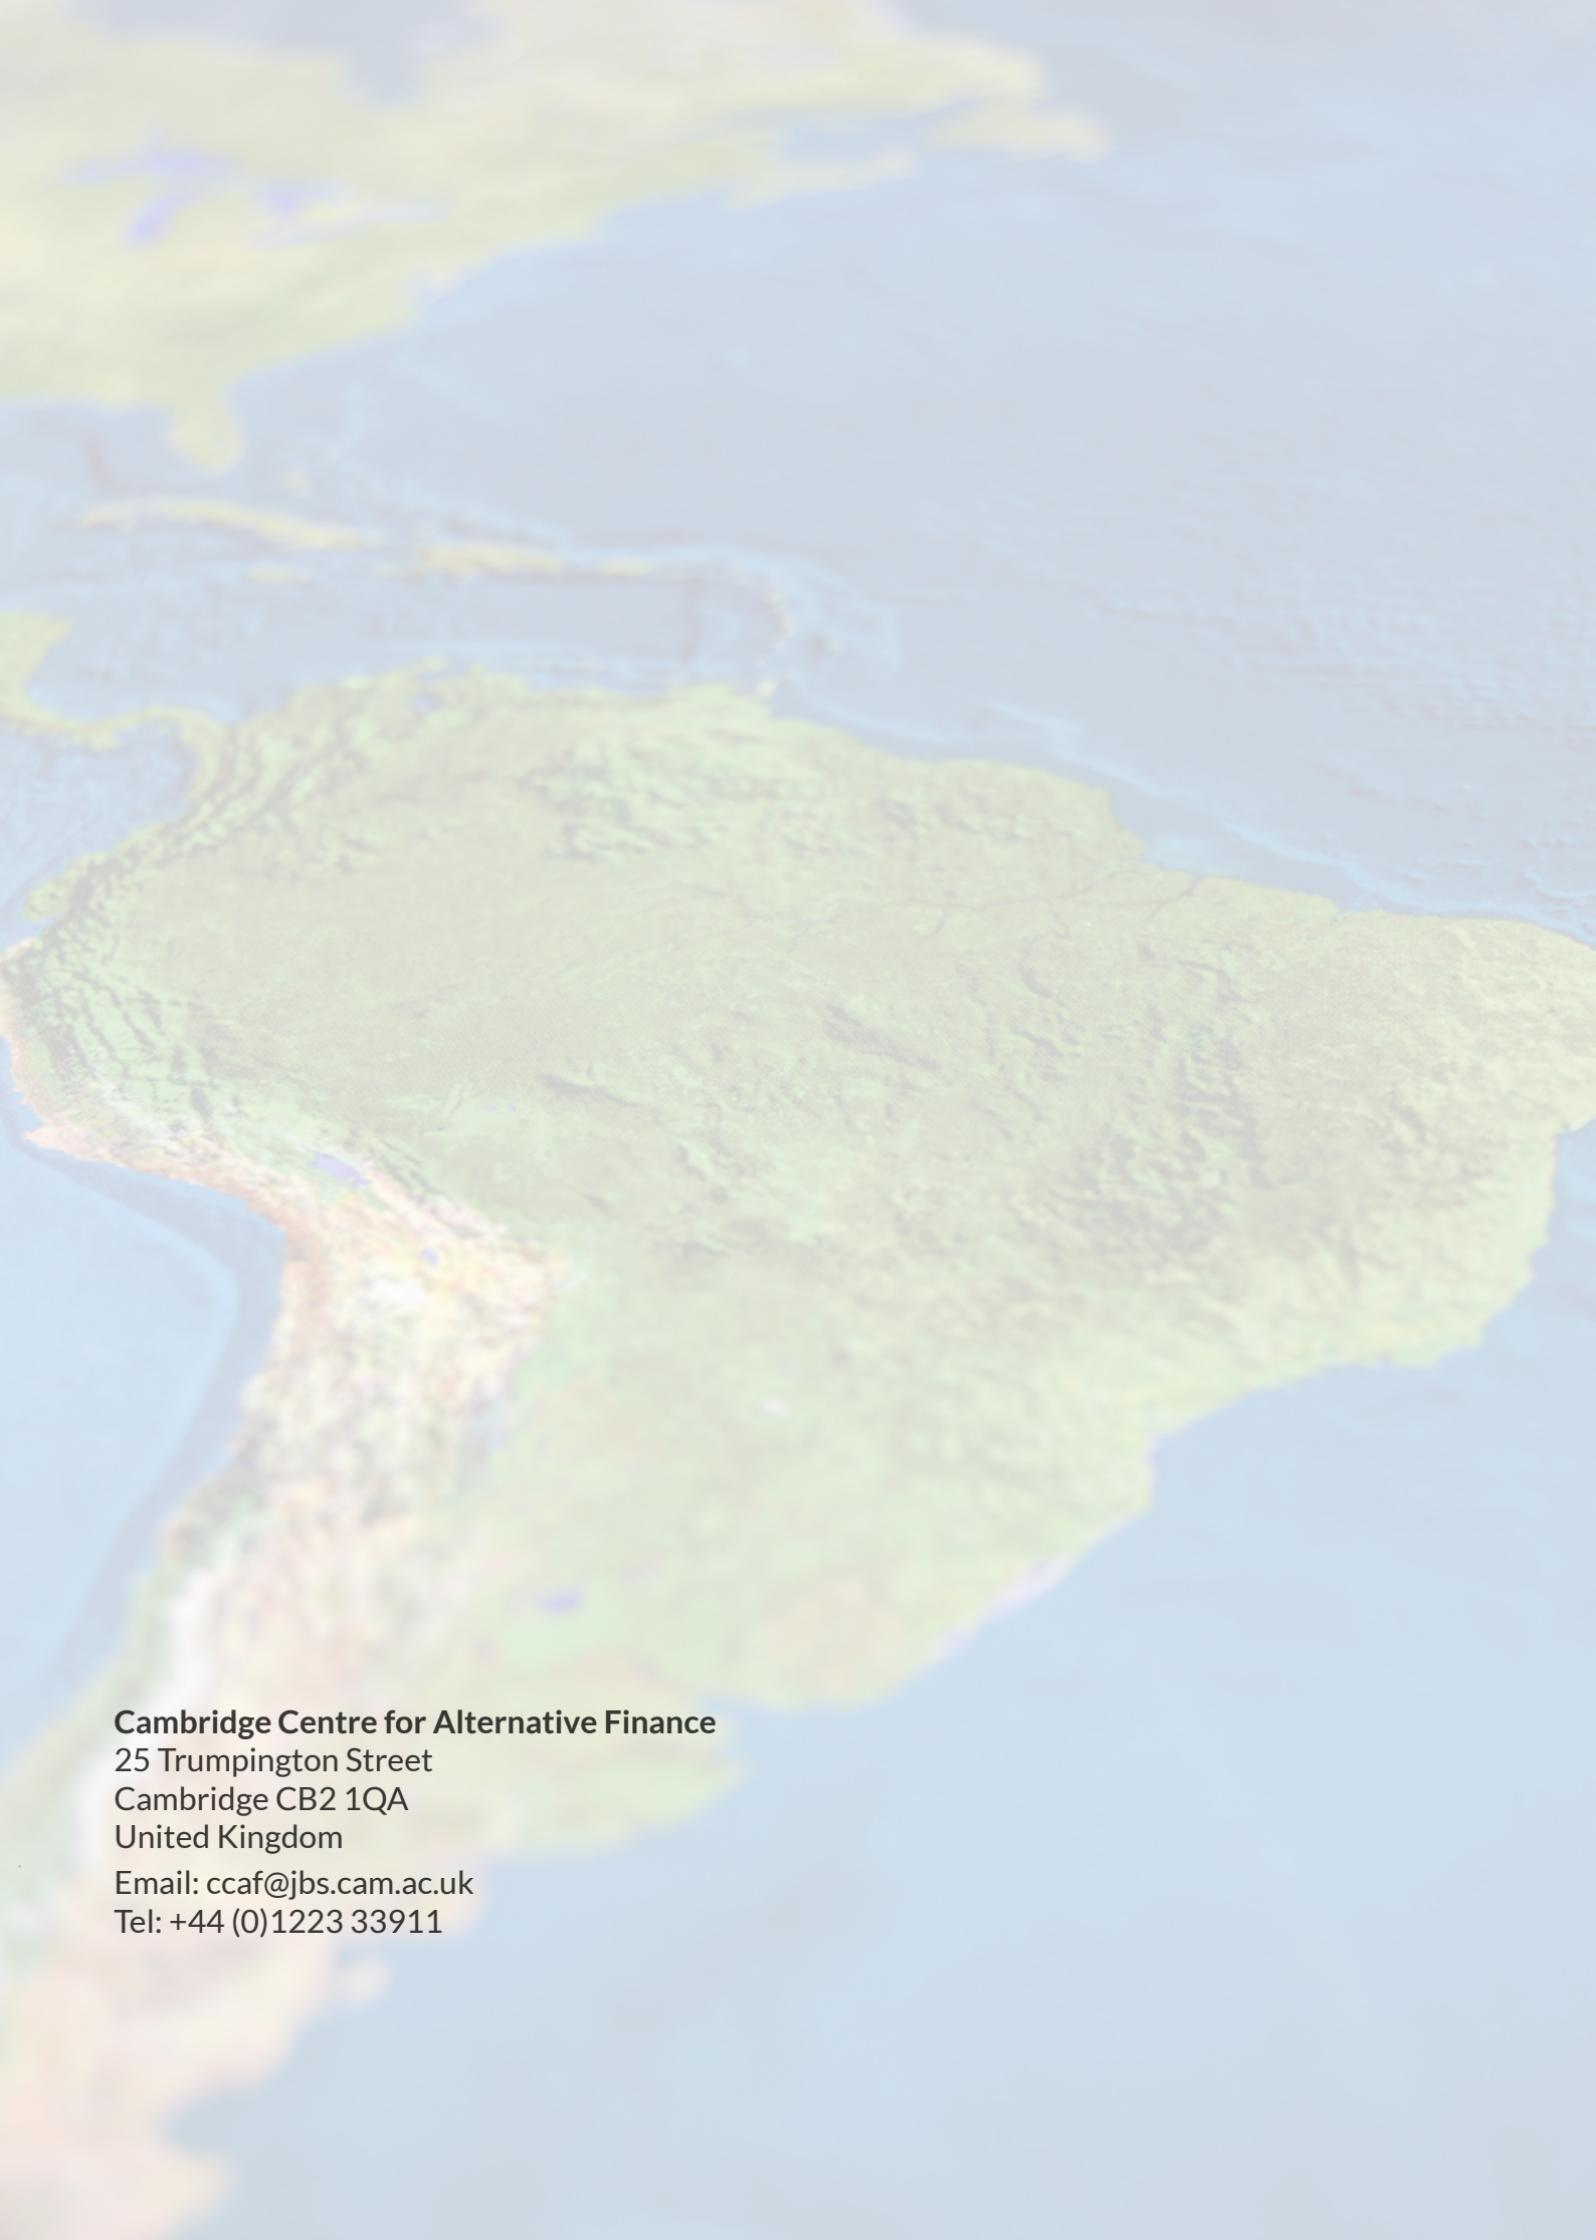 Cambridge Centre for Alternative Finance
25 Trumpington Street
Cambridge CB2 1QA
United Kingdom
Email: ccaf@jbs.cam.ac.uk
Tel: +44 (0)1223 33911